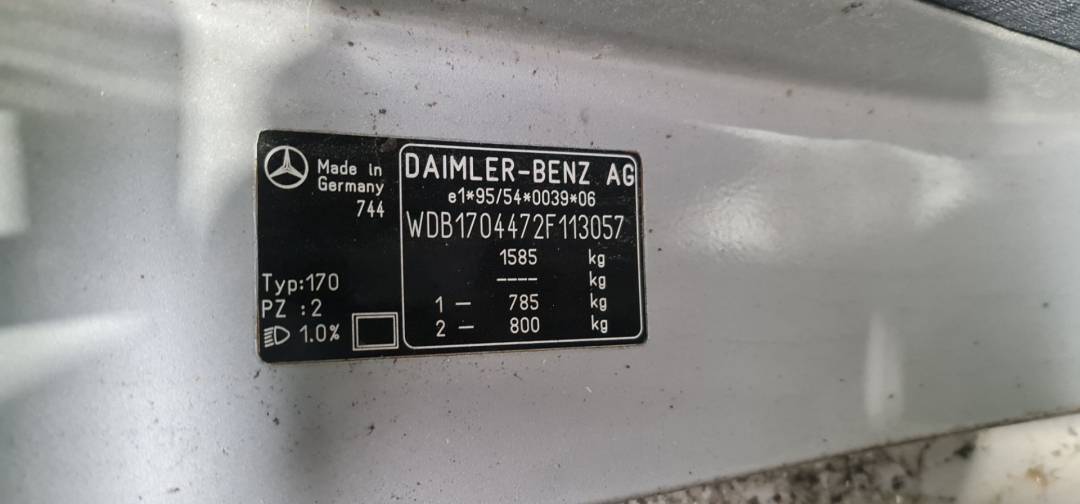 Made in
Germany
744
Typ:170
PZ :2
1.0%
DAIMLER-BENZ AG
e1*95/54*0039*06
WDB1704472F113057
1585 kg
---- kg
1 — 785 kg
2 — 800 kg